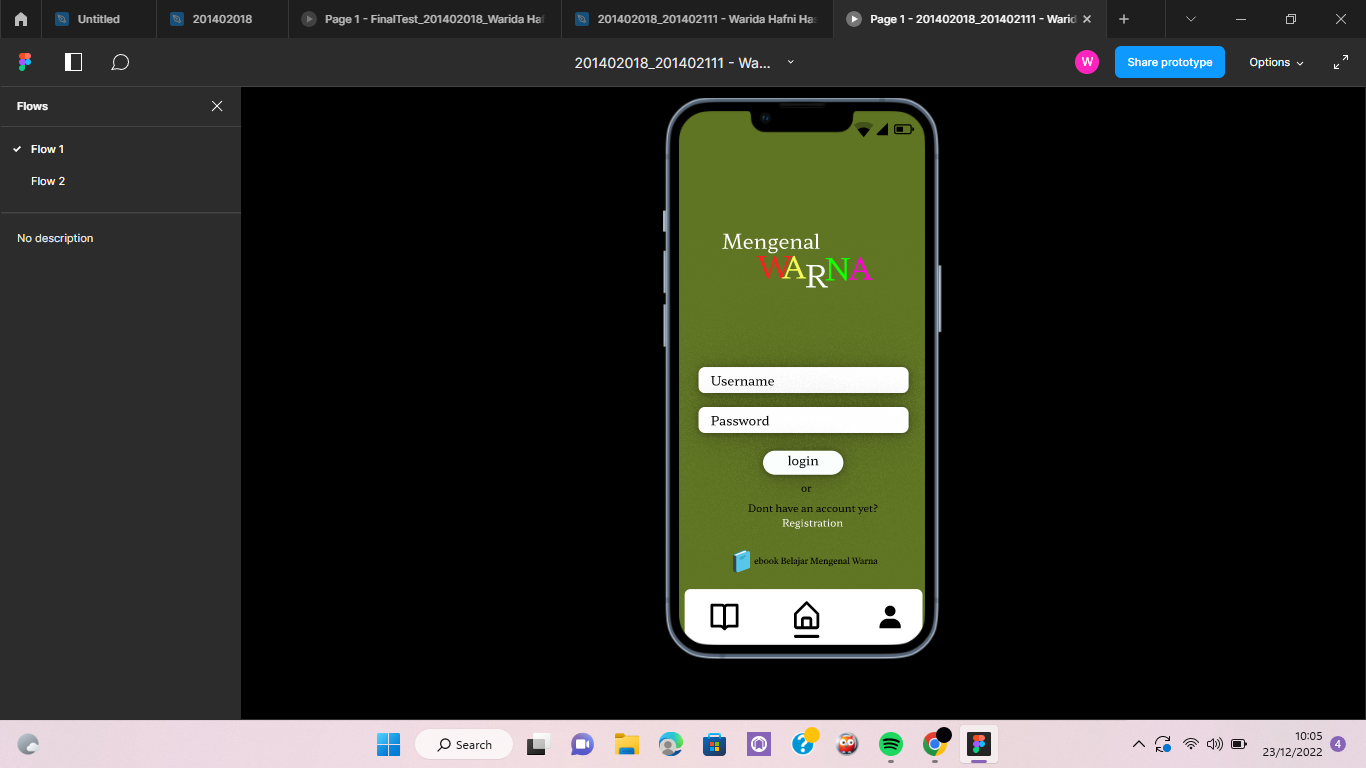 Untitled
201402018
Page 1 - FinalTest_201402018_Warida Haf
201402018_201402111 - Warida Hafni Has
Page 1 - 201402018_201402111 - Warid
201402018_201402111 - Wa...
W
Share prototype
Options
Flows
Flow 1
Flow 2
No description
Mengenal
WARNA
Username
Password
login
or
Dont have an account yet?
Registration
ebook Belajar Mengenal Warna
Search
10:05
23/12/2022
4